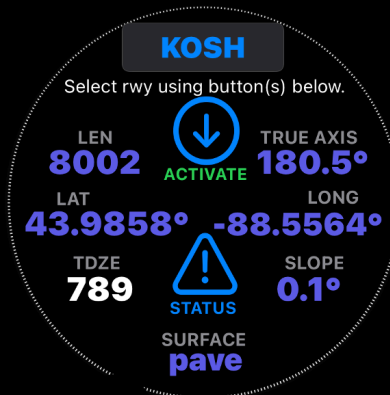 KOSH
Select rwy using button(s) below.
LEN
8002
ACTIVATE
TRUE AXIS
180.5°
LAT
43.9858°
LONG
-88.5564°
TDZE
789
STATUS
SLOPE
0.1°
SURFACE
pave